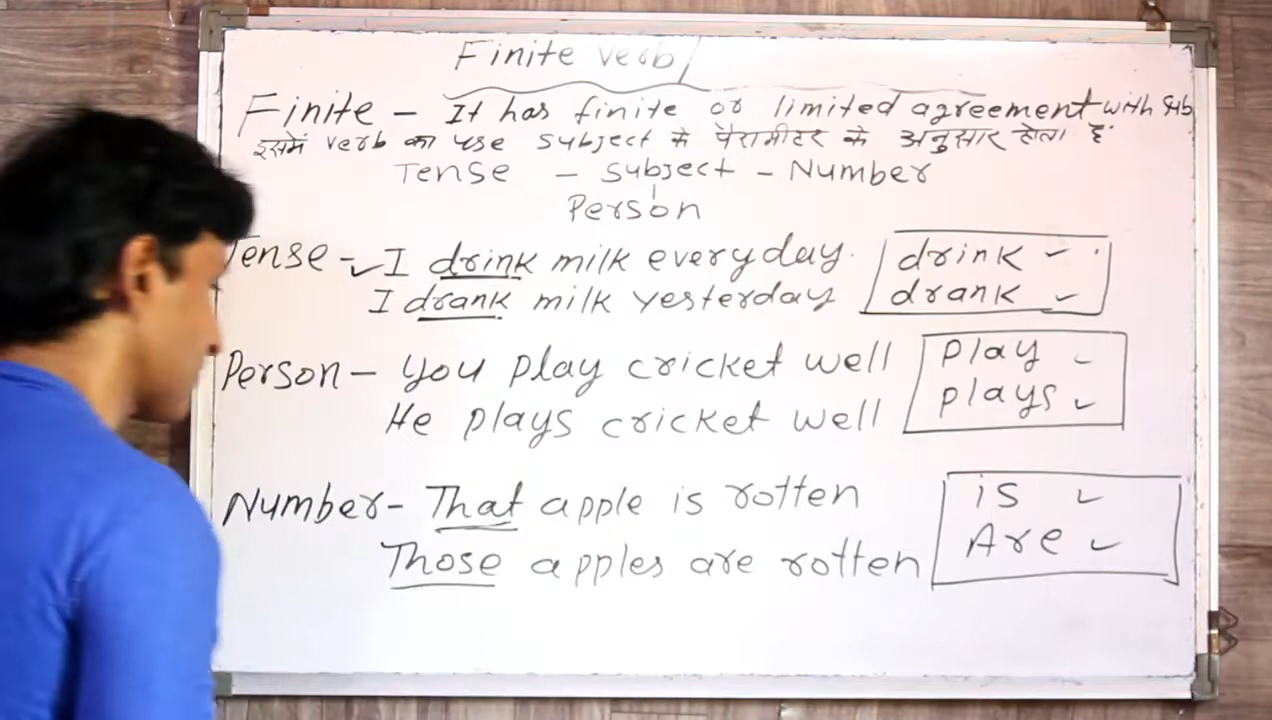 Finite verb
Finite – It has finite or limited agreement with sub
इसमें verb का use subject के पैरामीटर के अनुसार होता है.
Tense – Subject – Number
Person
Tense – ✓ I drink milk everyday.
drink ✓
I drank milk yesterday
drank ✓
Person – You play cricket well
Play ✓
He plays cricket well
plays ✓
Number – That apple is rotten
is ✓
Those apples are rotten
Are ✓